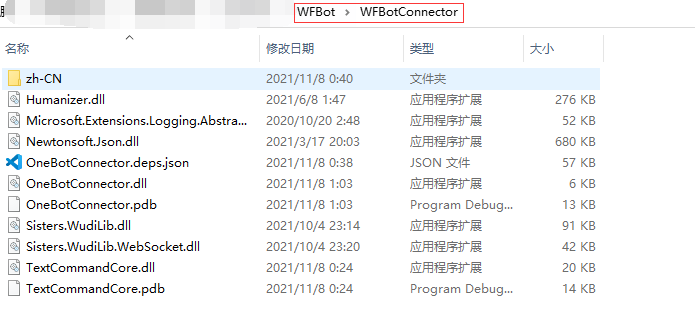 WFBot > WFBotConnector
名称 修改日期 类型 大小
zh-CN 2021/11/8 0:40 文件夹
Humanizer.dll 2021/6/8 1:47 应用程序扩展 276 KB
Microsoft.Extensions.Logging.Abstra... 2020/10/20 2:48 应用程序扩展 52 KB
Newtonsoft.Json.dll 2021/3/17 20:03 应用程序扩展 680 KB
OneBotConnector.deps.json 2021/11/8 0:38 JSON 文件 57 KB
OneBotConnector.dll 2021/11/8 1:03 应用程序扩展 6 KB
OneBotConnector.pdb 2021/11/8 1:03 Program Debug... 13 KB
Sisters.WudiLib.dll 2021/10/4 23:14 应用程序扩展 91 KB
Sisters.WudiLib.WebSocket.dll 2021/10/4 23:20 应用程序扩展 42 KB
TextCommandCore.dll 2021/11/8 0:24 应用程序扩展 20 KB
TextCommandCore.pdb 2021/11/8 0:24 Program Debug... 14 KB